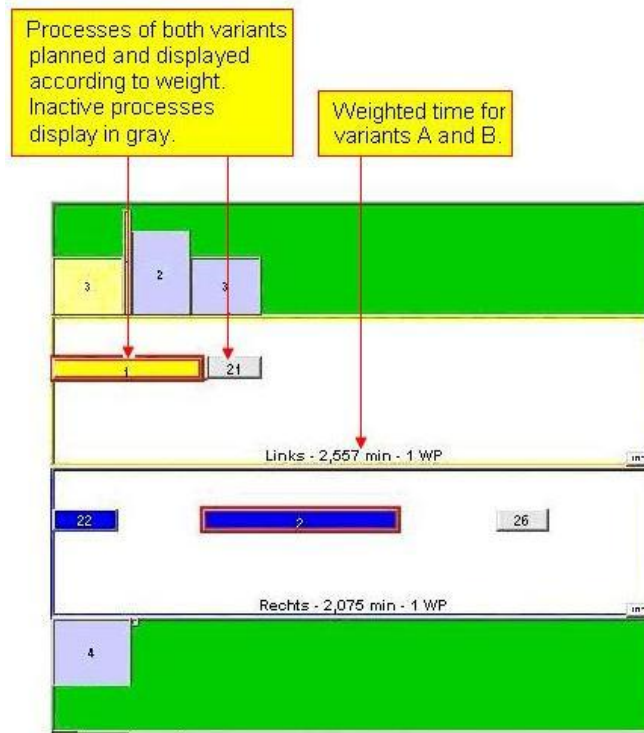 Processes of both variants
planned and displayed
according to weight.
Inactive processes
display in gray.
Weighted time for
variants A and B.
2
3
3
1
21
Links - 2,557 min - 1 WP
22
2
26
Rechts - 2,075 min - 1 WP
4